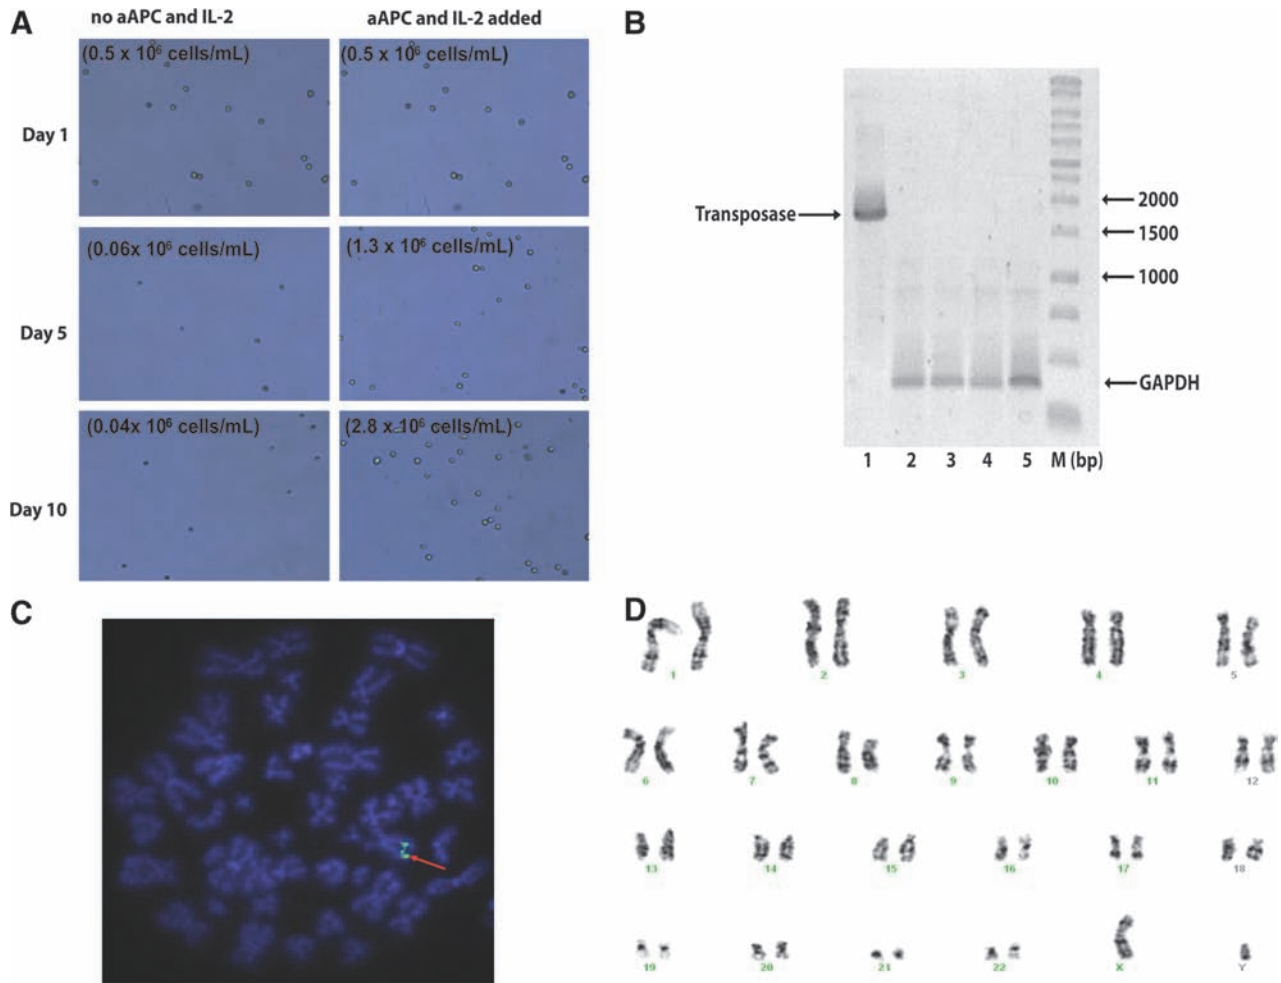 A
no aAPC and IL-2
aAPC and IL-2 added
Day 1
(0.5 x 10⁶ cells/mL)
(0.5 x 10⁶ cells/mL)
Day 5
(0.06x 10⁶ cells/mL)
(1.3 x 10⁶ cells/mL)
Day 10
(0.04x 10⁶ cells/mL)
(2.8 x 10⁶ cells/mL)
B
Transposase
2000
1500
1000
GAPDH
1 2 3 4 5 M (bp)
C
D
1 2 3 4 5
6 7 8 9 10 11 12
13 14 15 16 17 18
19 20 21 22 X Y